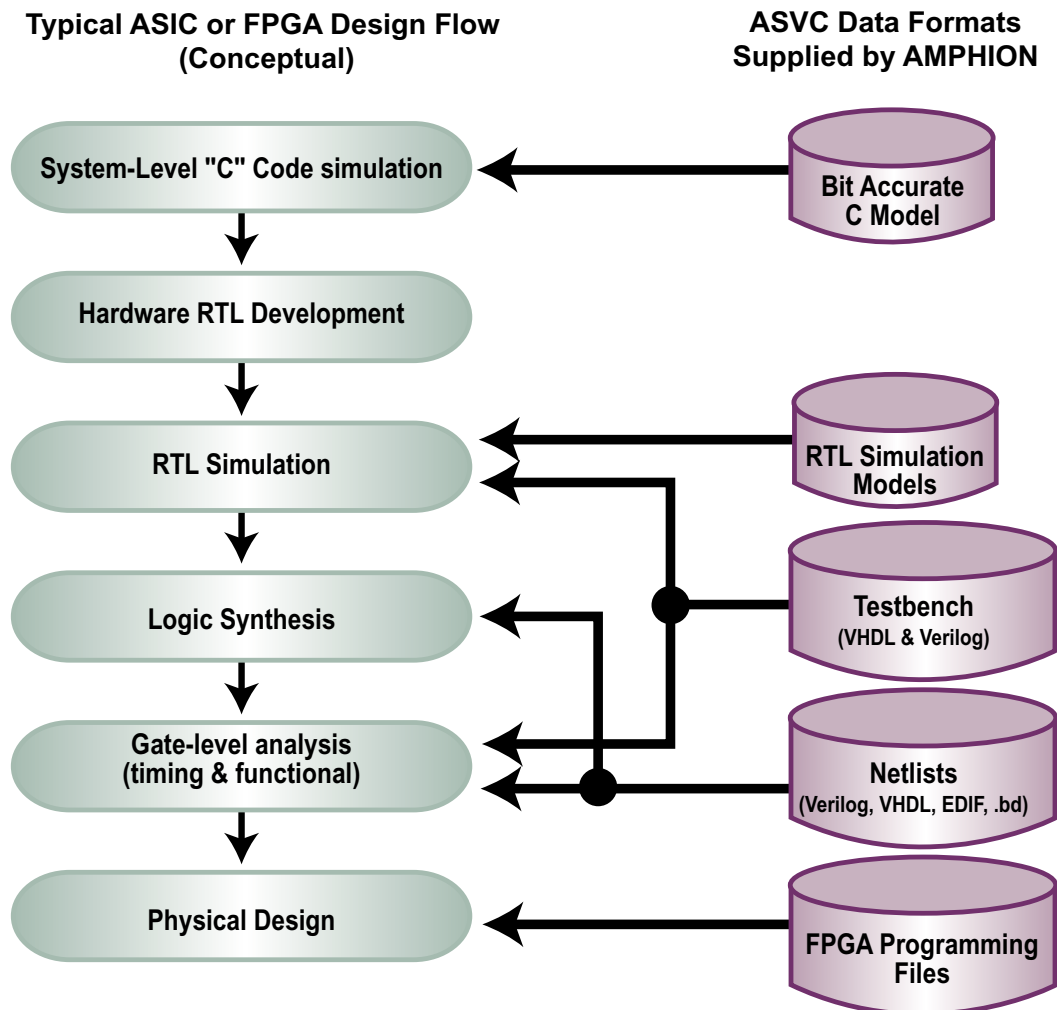 Typical ASIC or FPGA Design Flow
(Conceptual)
ASVC Data Formats
Supplied by AMPHION
System-Level "C" Code simulation
Bit Accurate
C Model
Hardware RTL Development
RTL Simulation
RTL Simulation
Models
Logic Synthesis
Testbench
(VHDL & Verilog)
Gate-level analysis
(timing & functional)
Netlists
(Verilog, VHDL, EDIF, .bd)
Physical Design
FPGA Programming
Files